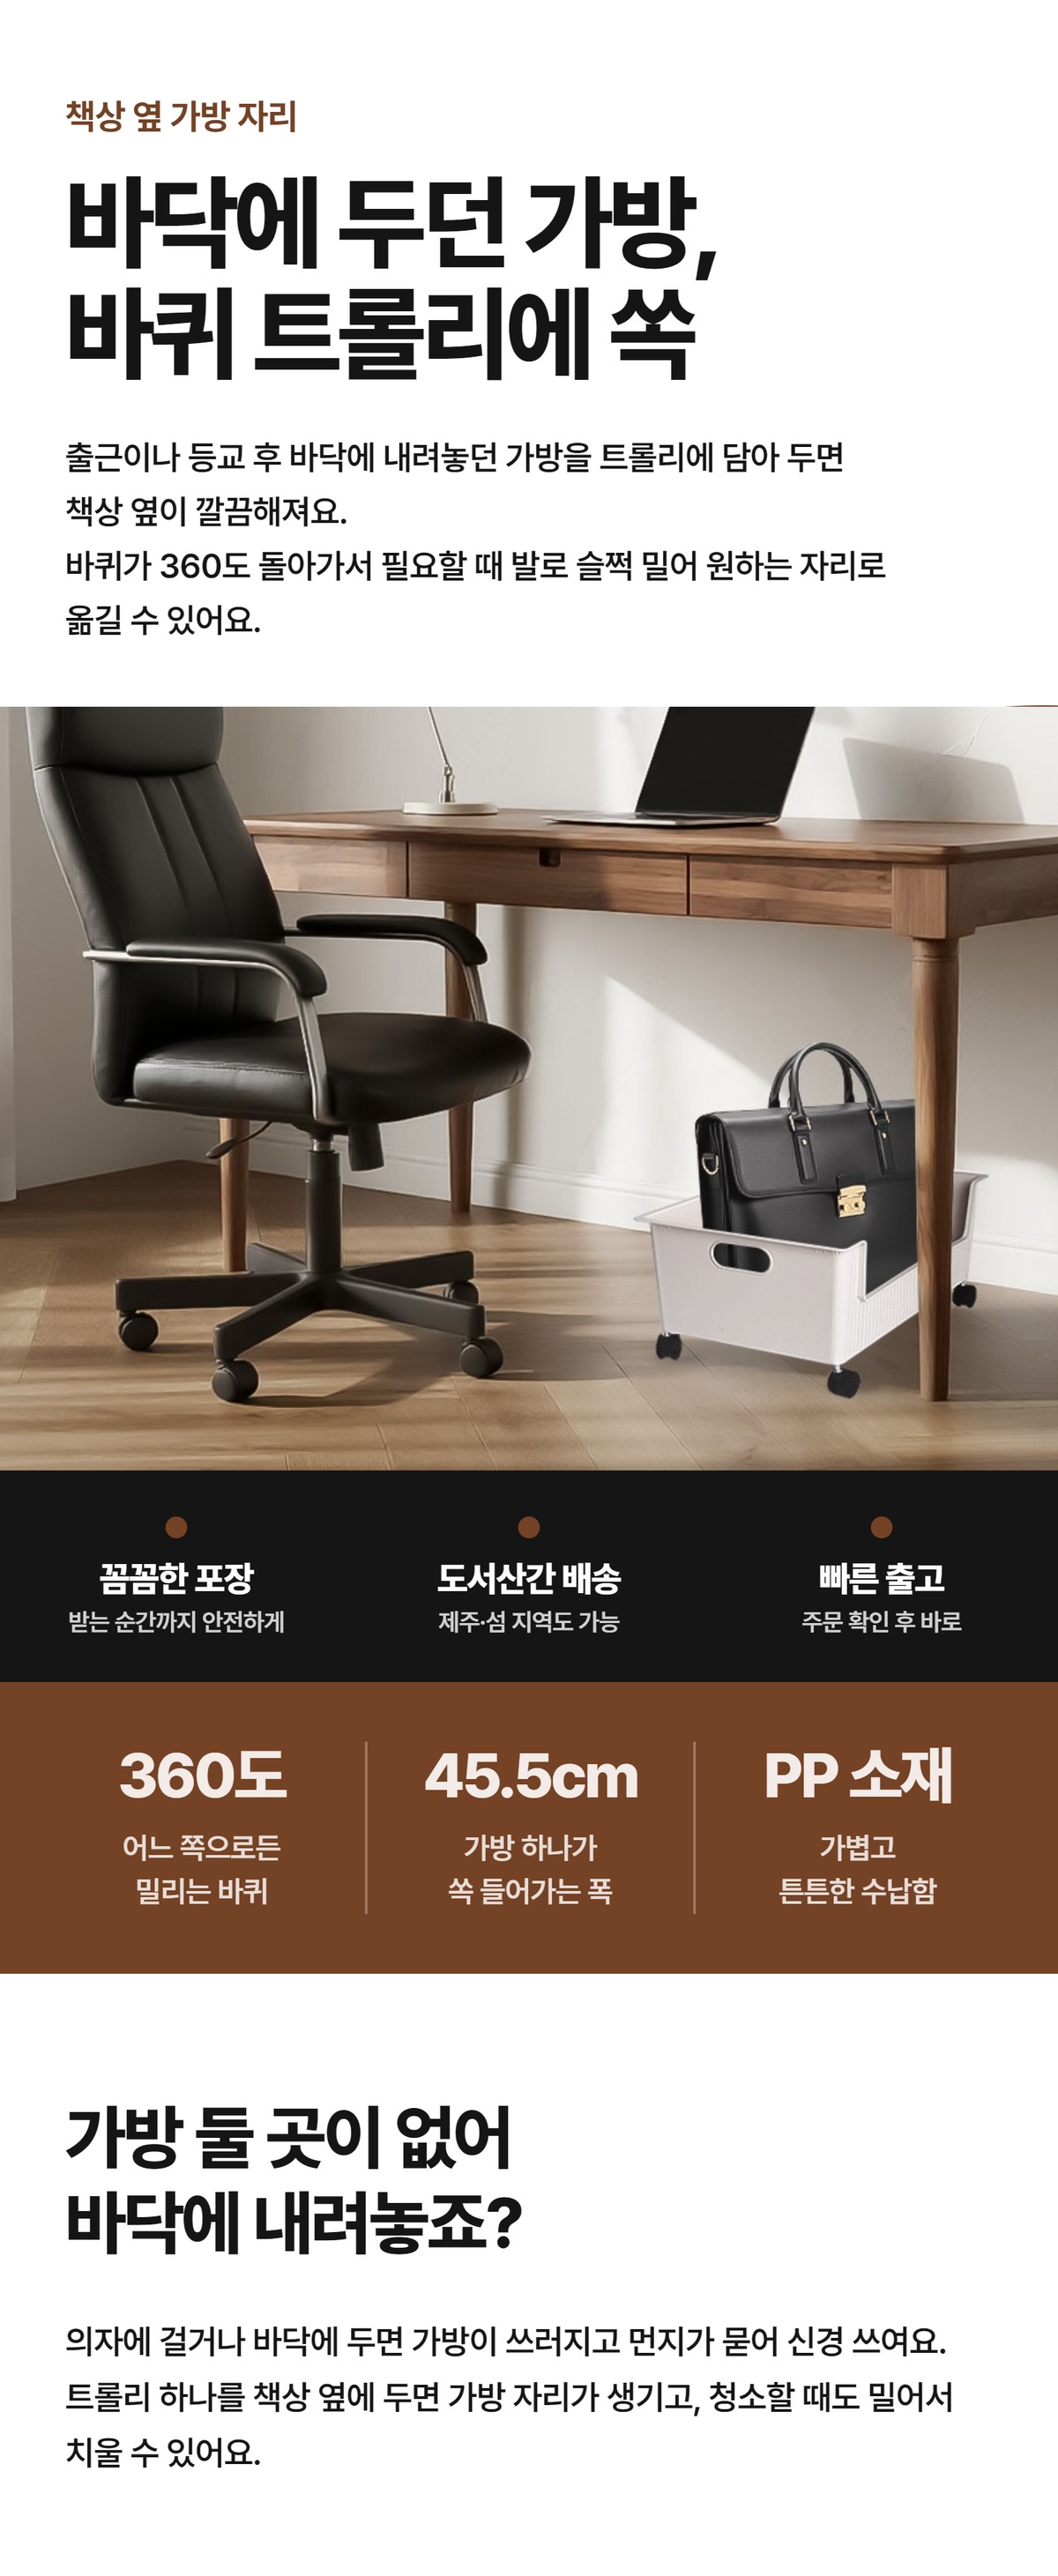 책상 옆 가방 자리
바닥에 두던 가방,
바퀴 트롤리에 쏙
출근이나 등교 후 바닥에 내려놓던 가방을 트롤리에 담아 두면
책상 옆이 깔끔해져요.
바퀴가 360도 돌아가서 필요할 때 발로 슬쩍 밀어 원하는 자리로
옮길 수 있어요.
꼼꼼한 포장
받는 순간까지 안전하게
도서산간 배송
제주·섬 지역도 가능
빠른 출고
주문 확인 후 바로
360도
어느 쪽으로든
밀리는 바퀴
45.5cm
가방 하나가
쏙 들어가는 폭
PP 소재
가볍고
튼튼한 수납함
가방 둘 곳이 없어
바닥에 내려놓죠?
의자에 걸거나 바닥에 두면 가방이 쓰러지고 먼지가 묻어 신경 쓰여요.
트롤리 하나를 책상 옆에 두면 가방 자리가 생기고, 청소할 때도 밀어서
치울 수 있어요.